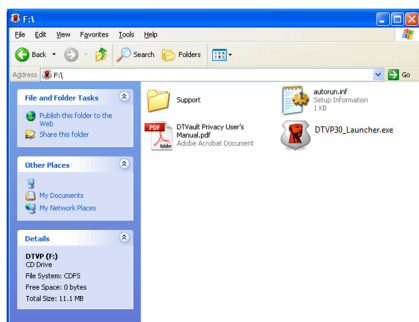 F:\
File Edit View Favorites Tools Help
Back Search Folders
Address F:\ Go
File and Folder Tasks
Publish this folder to the
Web
Share this folder
Other Places
My Documents
My Network Places
Details
DTVP (F:)
CD Drive
File System: CDFS
Free Space: 0 bytes
Total Size: 11.1 MB
Support
autorun.inf
Setup Information
1 KB
PDF
Adobe
DTVault Privacy User's
Manual.pdf
Adobe Acrobat Document
DTVP30_Launcher.exe